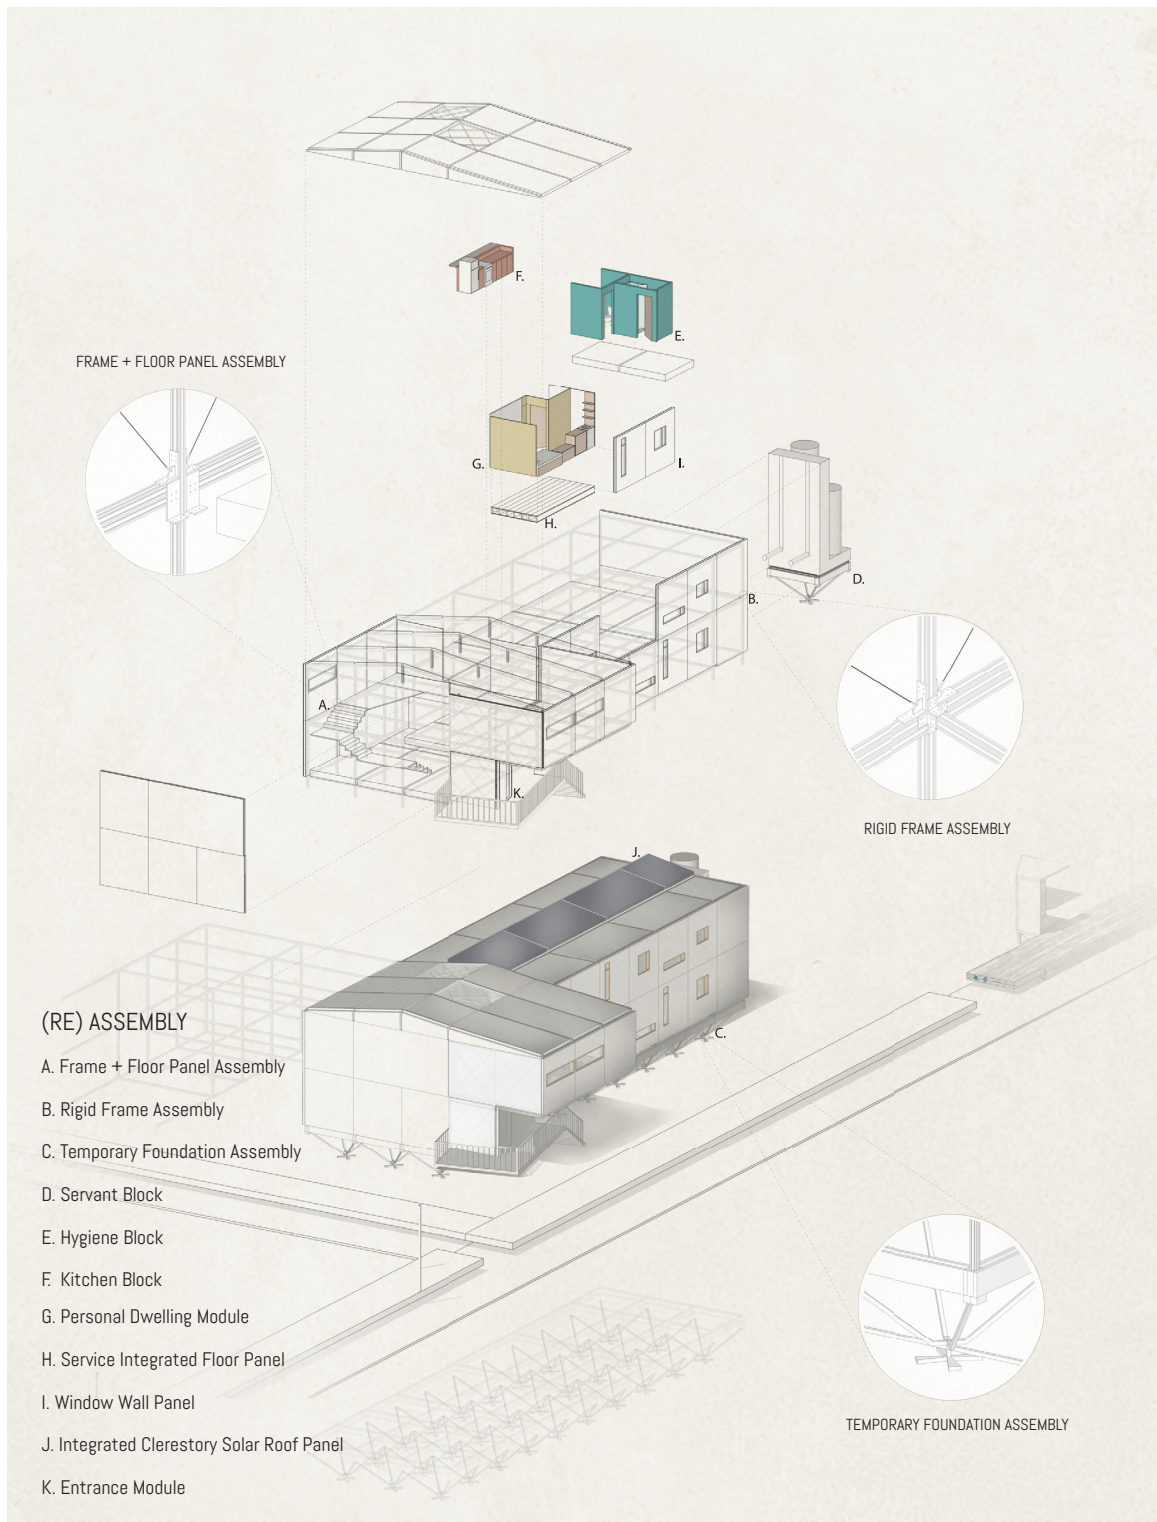 F.
E.
FRAME + FLOOR PANEL ASSEMBLY
G.
I.
H.
D.
B.
A.
K.
RIGID FRAME ASSEMBLY
J.
C.
(RE) ASSEMBLY
A. Frame + Floor Panel Assembly
B. Rigid Frame Assembly
C. Temporary Foundation Assembly
D. Servant Block
E. Hygiene Block
F. Kitchen Block
G. Personal Dwelling Module
H. Service Integrated Floor Panel
I. Window Wall Panel
J. Integrated Clerestory Solar Roof Panel
K. Entrance Module
TEMPORARY FOUNDATION ASSEMBLY